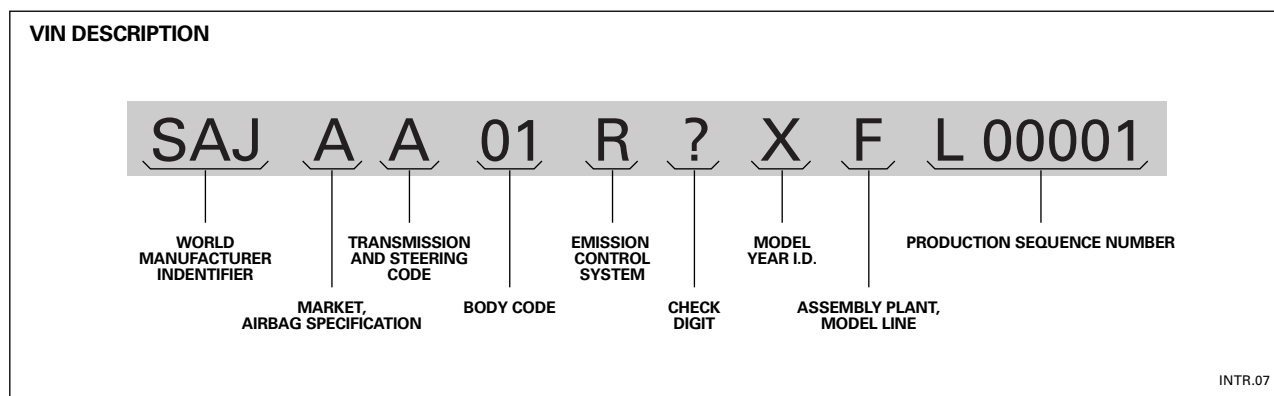 VIN DESCRIPTION
SAJ A A 01 R ? X F L 00001
WORLD
MANUFACTURER
INDENTIFIER
MARKET,
AIRBAG SPECIFICATION
TRANSMISSION
AND STEERING
CODE
BODY CODE
EMISSION
CONTROL
SYSTEM
CHECK
DIGIT
MODEL
YEAR I.D.
ASSEMBLY PLANT,
MODEL LINE
PRODUCTION SEQUENCE NUMBER
INTR.07